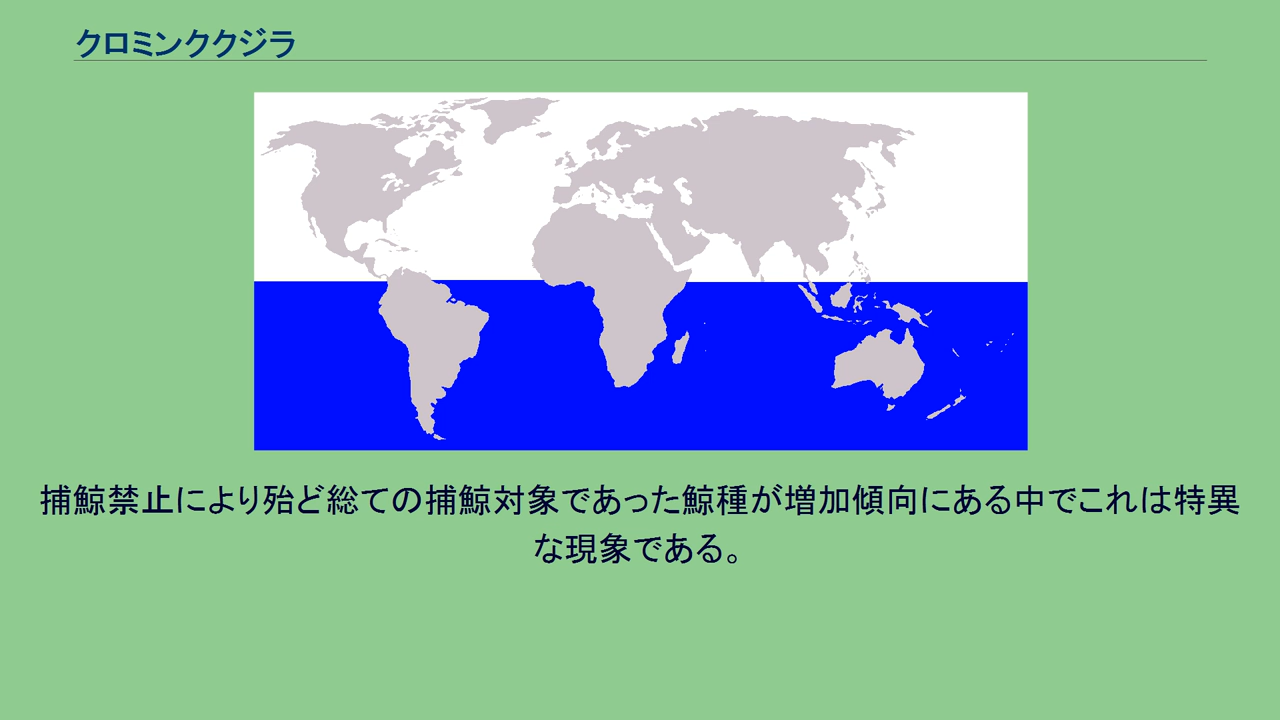 クロミンククジラ
捕鯨禁止により殆ど総ての捕鯨対象であった鯨種が増加傾向にある中でこれは特異
な現象である。